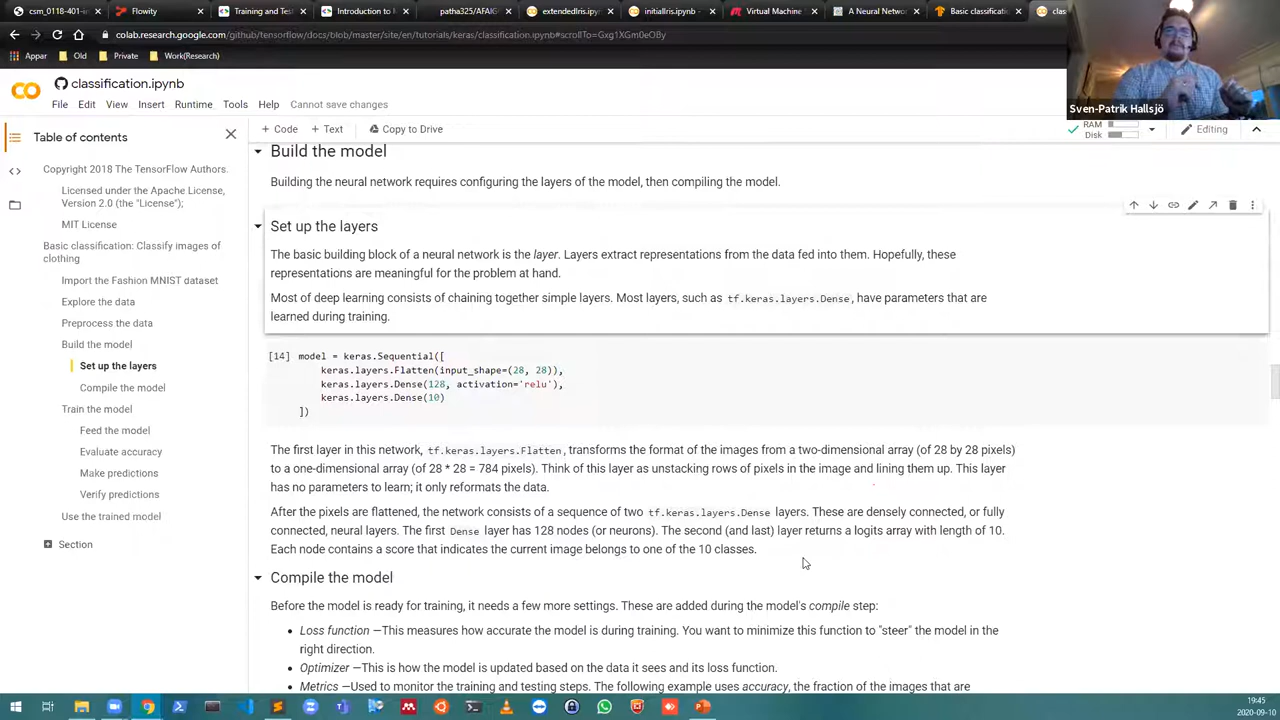 csm_0118-401-i
Flowity
Training and Tes
Introduction to I
patha325/AFAIG
extendedIris.ipynb
initialIris.ipynb
Virtual Machine
A Neural Networ
Basic classificati
class
colab.research.google.com/github/tensorflow/docs/blob/master/site/en/tutorials/keras/classification.ipynb#scrollTo=Gxg1XGm0eOBy
Appar Old Private Work(Research)
Sven-Patrik Hallsjö
classification.ipynb
File Edit View Insert Runtime Tools Help Cannot save changes
Table of contents
+ Code + Text Copy to Drive
RAM
Disk
Editing
Copyright 2018 The TensorFlow Authors.
Licensed under the Apache License,
Version 2.0 (the "License");
MIT License
Basic classification: Classify images of
clothing
Import the Fashion MNIST dataset
Explore the data
Preprocess the data
Build the model
Set up the layers
Compile the model
Train the model
Feed the model
Evaluate accuracy
Make predictions
Verify predictions
Use the trained model
Section
Build the model
Building the neural network requires configuring the layers of the model, then compiling the model.
Set up the layers
The basic building block of a neural network is the layer. Layers extract representations from the data fed into them. Hopefully, these
representations are meaningful for the problem at hand.
Most of deep learning consists of chaining together simple layers. Most layers, such as tf.keras.layers.Dense, have parameters that are
learned during training.
[14] model = keras.Sequential([
keras.layers.Flatten(input_shape=(28, 28)),
keras.layers.Dense(128, activation='relu'),
keras.layers.Dense(10)
])
The first layer in this network, tf.keras.layers.Flatten, transforms the format of the images from a two-dimensional array (of 28 by 28 pixels)
to a one-dimensional array (of 28 * 28 = 784 pixels). Think of this layer as unstacking rows of pixels in the image and lining them up. This layer
has no parameters to learn; it only reformats the data.
After the pixels are flattened, the network consists of a sequence of two tf.keras.layers.Dense layers. These are densely connected, or fully
connected, neural layers. The first Dense layer has 128 nodes (or neurons). The second (and last) layer returns a logits array with length of 10.
Each node contains a score that indicates the current image belongs to one of the 10 classes.
Compile the model
Before the model is ready for training, it needs a few more settings. These are added during the model's compile step:
• Loss function —This measures how accurate the model is during training. You want to minimize this function to "steer" the model in the
right direction.
• Optimizer —This is how the model is updated based on the data it sees and its loss function.
• Metrics —Used to monitor the training and testing steps. The following example uses accuracy, the fraction of the images that are
19:45
2020-09-10